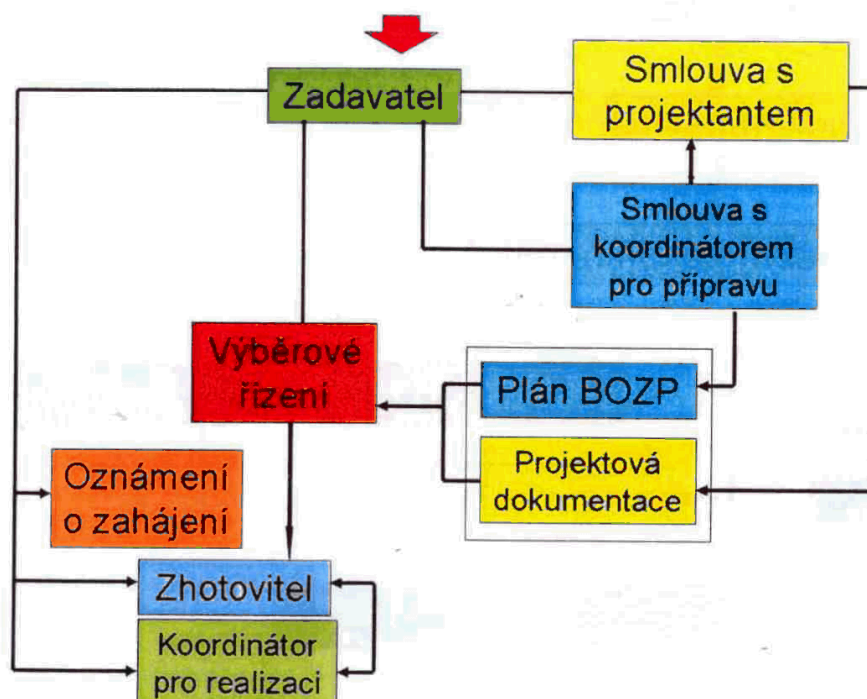 Zadavatel
Smlouva s
projektantem
Smlouva s
koordinátorem
pro přípravu
Výběrové
řízení
Plán BOZP
Projektová
dokumentace
Oznámení
o zahájení
Zhotovitel
Koordinátor
pro realizaci